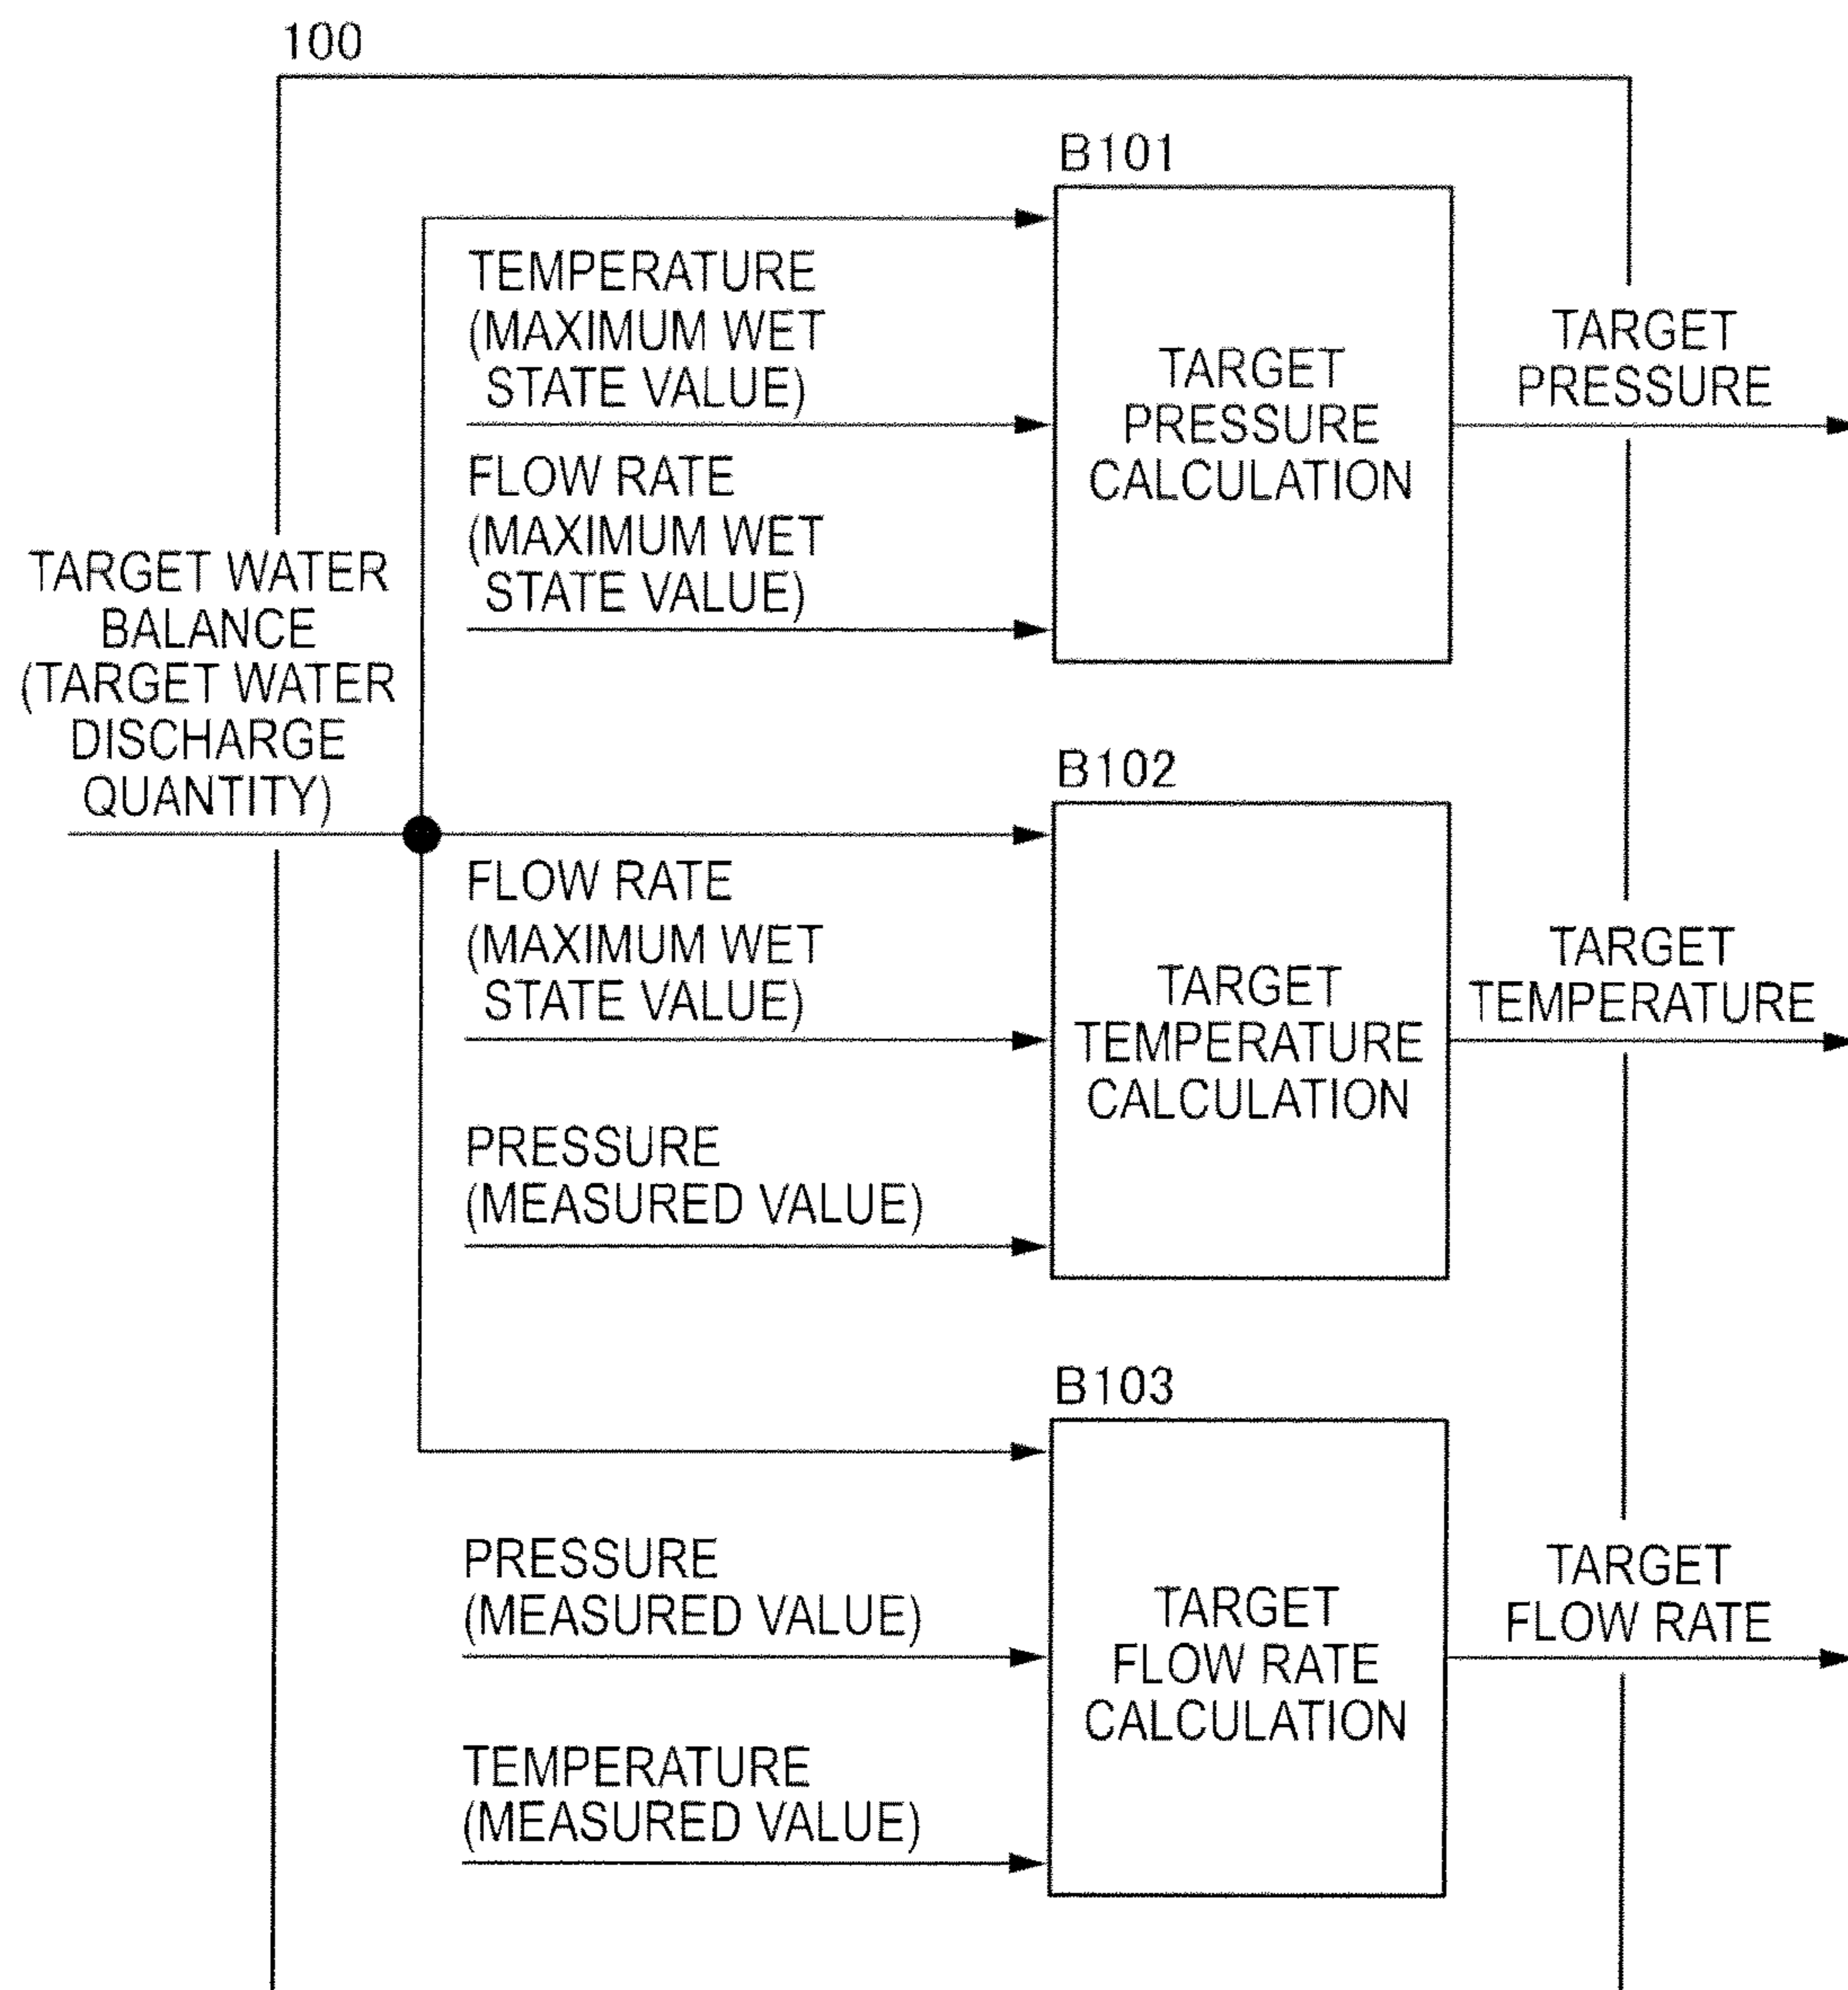 100
B101
TEMPERATURE
(MAXIMUM WET
STATE VALUE)
FLOW RATE
(MAXIMUM WET
STATE VALUE)
TARGET
PRESSURE
CALCULATION
TARGET
PRESSURE
TARGET WATER
BALANCE
(TARGET WATER
DISCHARGE
QUANTITY)
B102
FLOW RATE
(MAXIMUM WET
STATE VALUE)
PRESSURE
(MEASURED VALUE)
TARGET
TEMPERATURE
CALCULATION
TARGET
TEMPERATURE
B103
PRESSURE
(MEASURED VALUE)
TEMPERATURE
(MEASURED VALUE)
TARGET
FLOW RATE
CALCULATION
TARGET
FLOW RATE